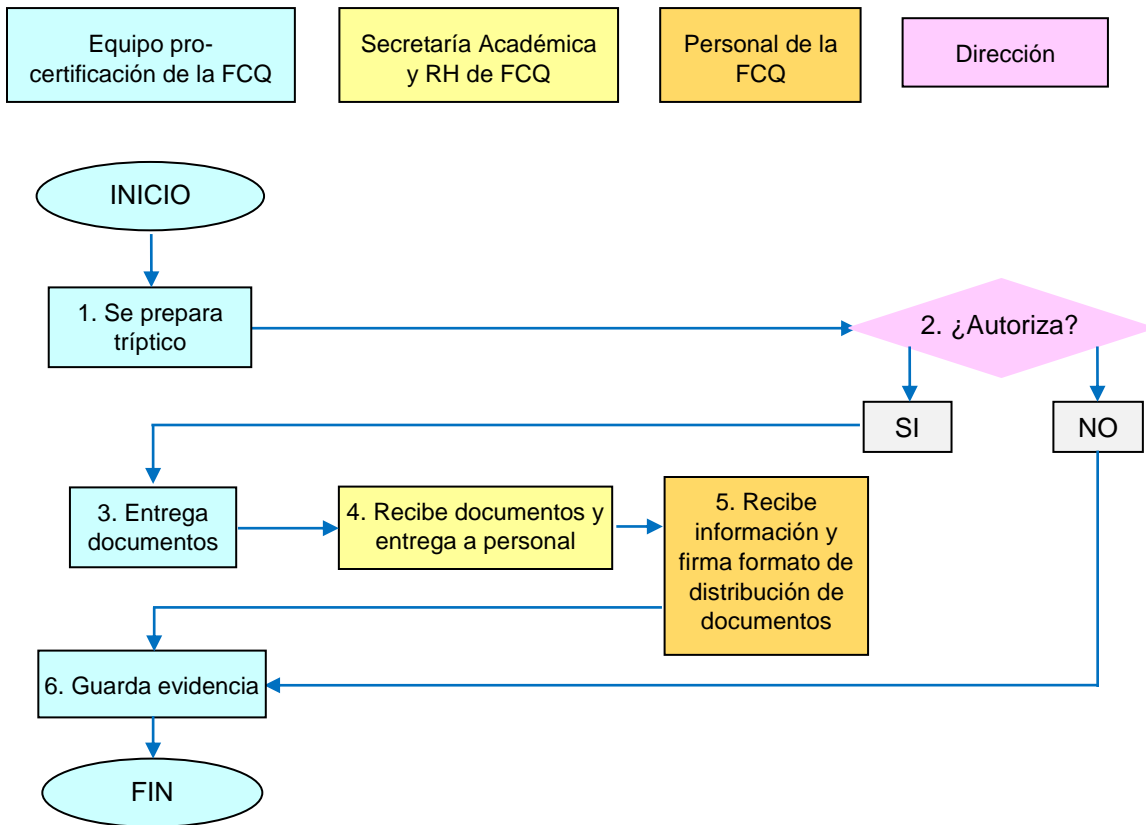 Equipo pro-
certificación de la FCQ
Secretaría Académica
y RH de FCQ
Personal de la
FCQ
Dirección
INICIO
1. Se prepara
tríptico
2. ¿Autoriza?
SI
NO
3. Entrega
documentos
4. Recibe documentos y
entrega a personal
5. Recibe
información y
firma formato de
distribución de
documentos
6. Guarda evidencia
FIN